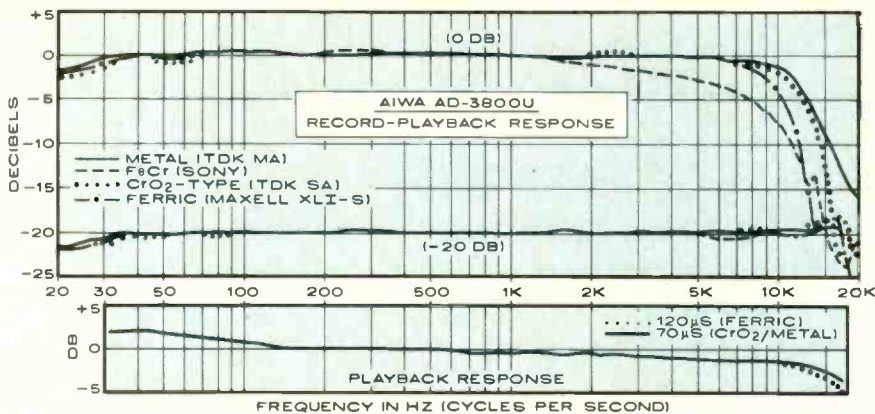 +5
0
-5
-10
-15
-20
-25
DECIBELS
(0 DB)
AIWA AD-3800U
RECORD-PLAYBACK RESPONSE
METAL (TDK MA)
FeCr (SONY)
CrO2-TYPE (TDK SA)
FERRIC (MAXELL XLI-S)
(-20 DB)
20 30 50 100 200 500 1K 2K 5K 10K 20K
+5
0
-5
DB
120µS (FERRIC)
70µS (CrO2/METAL)
PLAYBACK RESPONSE
FREQUENCY IN HZ (CYCLES PER SECOND)